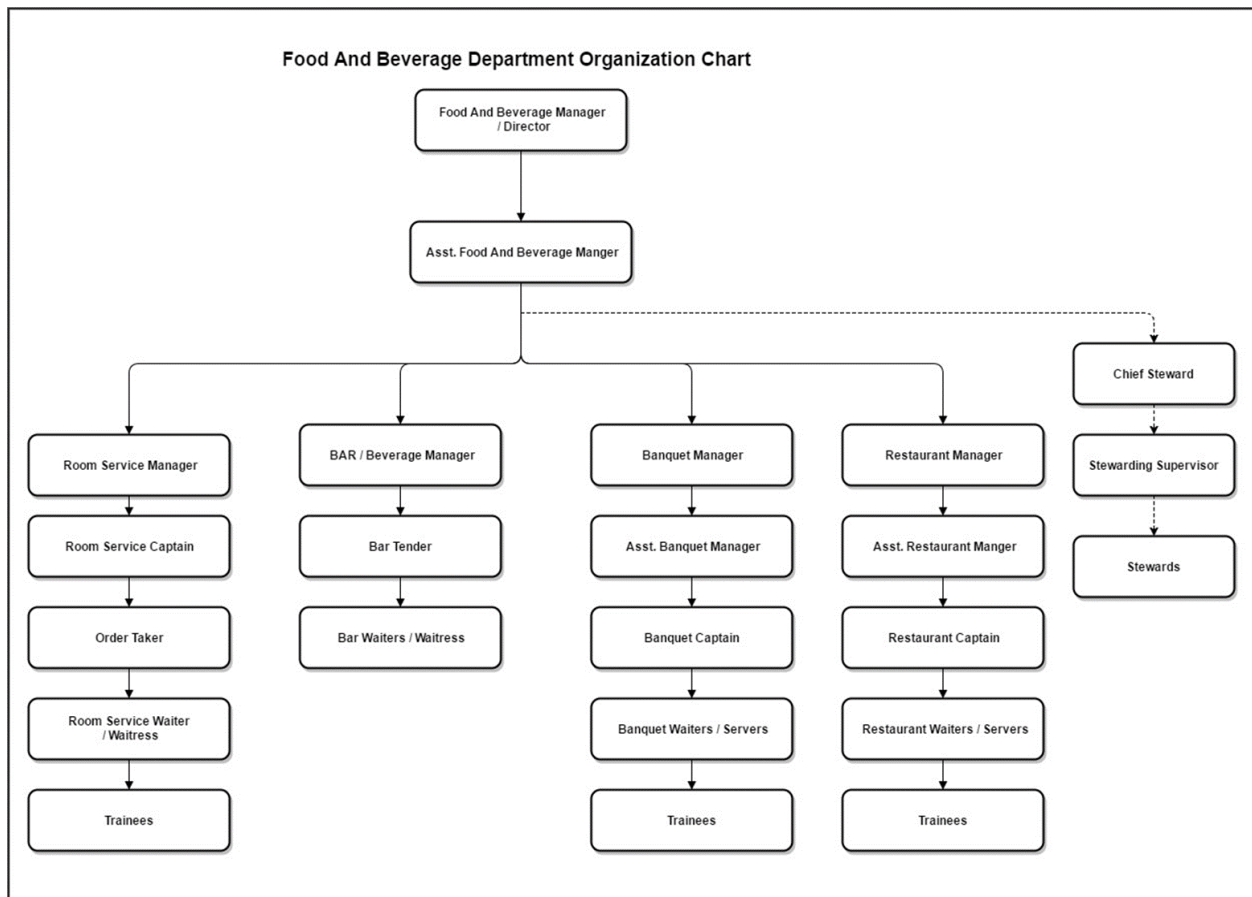 Food And Beverage Department Organization Chart
Food And Beverage Manager
/ Director
Asst. Food And Beverage Manger
Chief Steward
Room Service Manager
BAR / Beverage Manager
Banquet Manager
Restaurant Manager
Stewarding Supervisor
Room Service Captain
Bar Tender
Asst. Banquet Manager
Asst. Restaurant Manger
Stewards
Order Taker
Bar Waiters / Waitress
Banquet Captain
Restaurant Captain
Room Service Waiter
/ Waitress
Banquet Waiters / Servers
Restaurant Waiters / Servers
Trainees
Trainees
Trainees